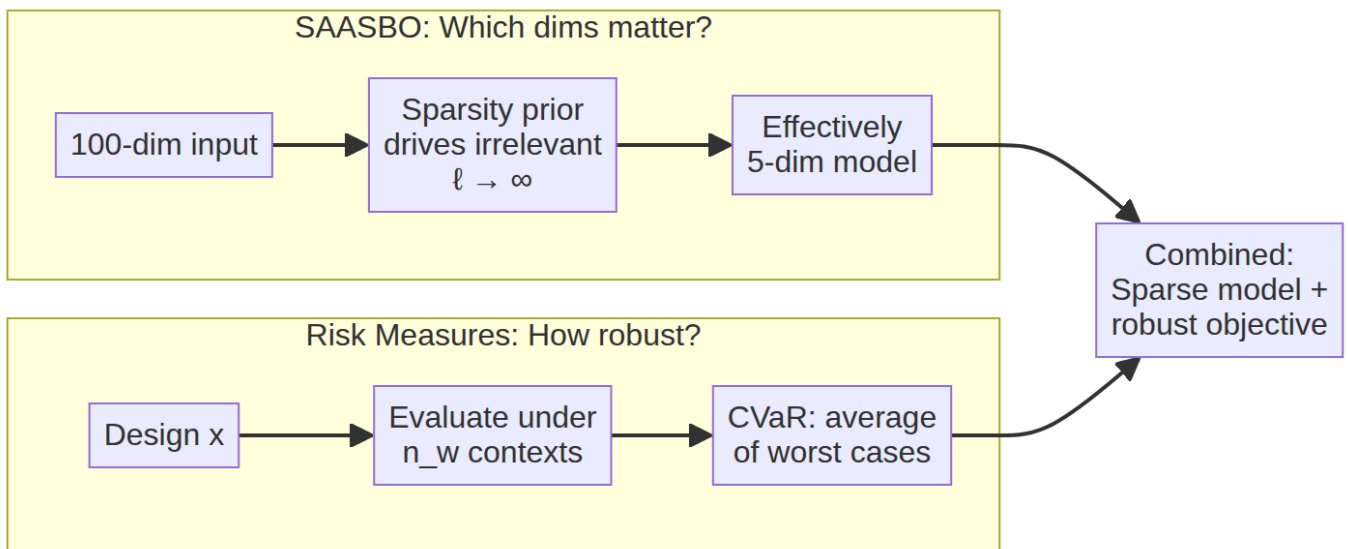 SAASBO: Which dims matter?
100-dim input
Sparsity prior
drives irrelevant
ℓ → ∞
Effectively
5-dim model
Combined:
Sparse model +
robust objective
Risk Measures: How robust?
Design x
Evaluate under
n_w contexts
CVaR: average
of worst cases